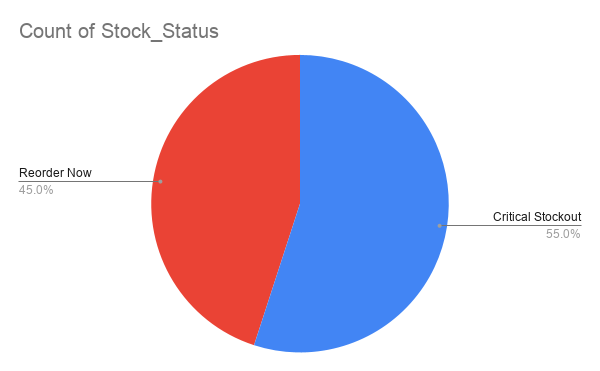 Count of Stock_Status
Reorder Now
45.0%
Critical Stockout
55.0%